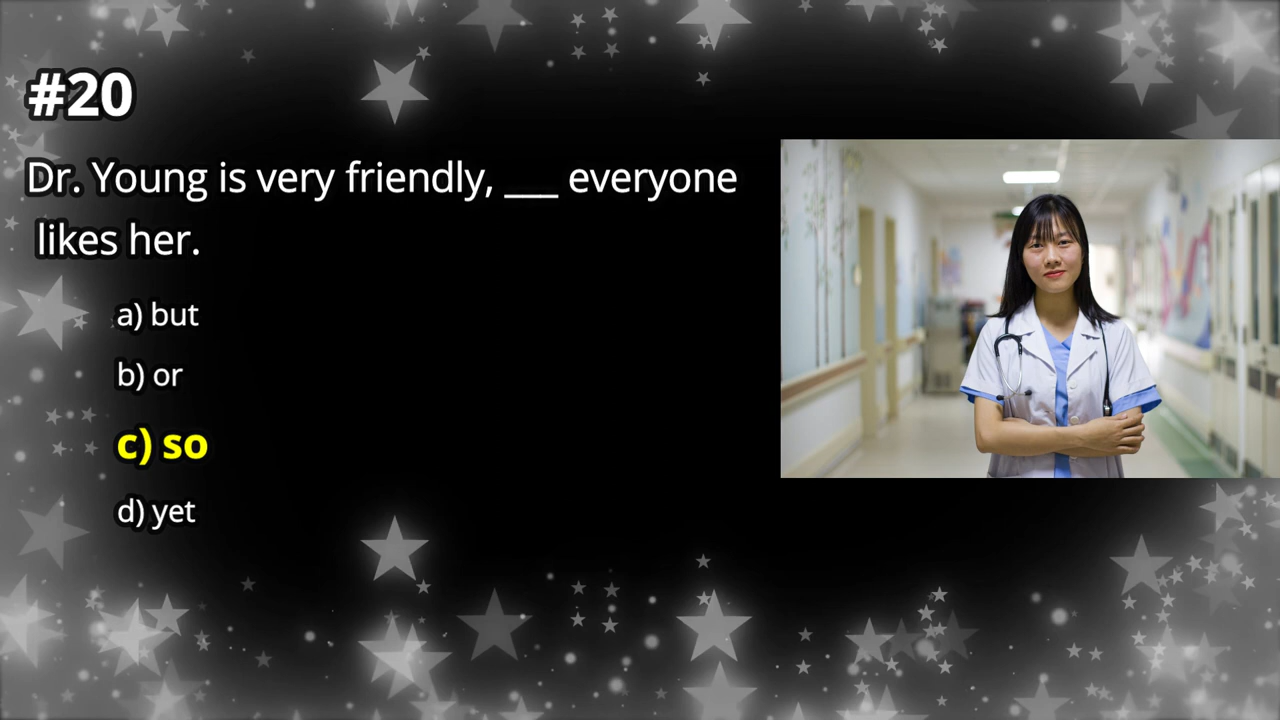 #20
Dr. Young is very friendly, ___ everyone
likes her.
a) but
b) or
c) so
d) yet